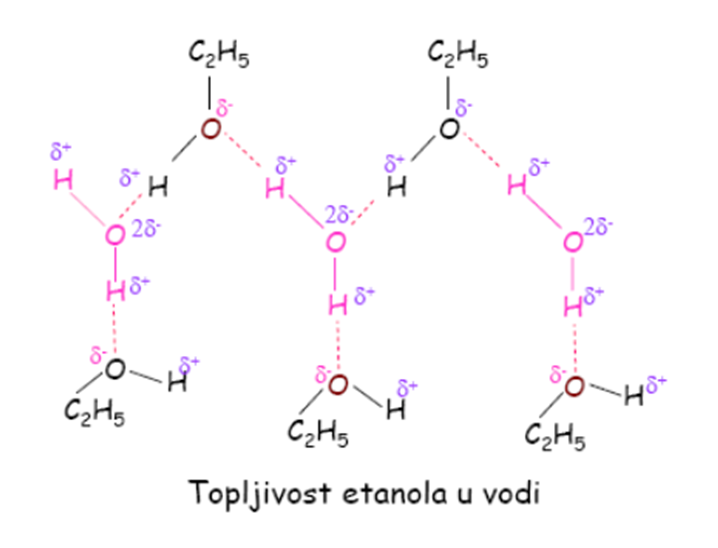 C₂H₅ C₂H₅
δ- δ-
O O
δ+ δ+ δ+ δ+ δ+
H H H H H
2δ- 2δ- 2δ-
O O O
H δ+ H δ+ H δ+
δ- δ- δ-
O H δ+ O H δ+ O H δ+
C₂H₅ C₂H₅ C₂H₅
Topljivost etanola u vodi